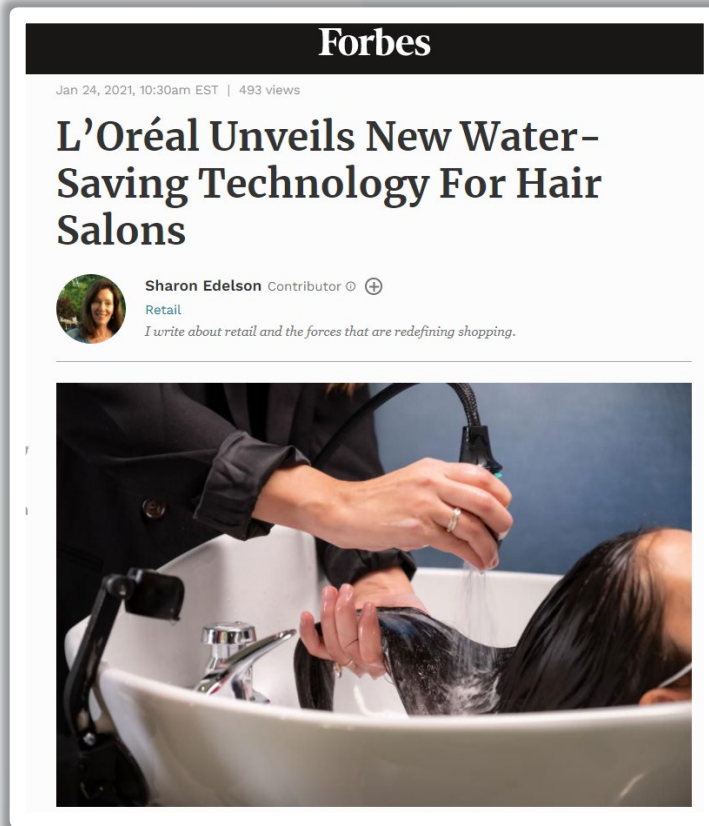 Forbes
Jan 24, 2021, 10:30am EST | 493 views
L’Oréal Unveils New Water-
Saving Technology For Hair
Salons
Sharon Edelson Contributor
Retail
I write about retail and the forces that are redefining shopping.